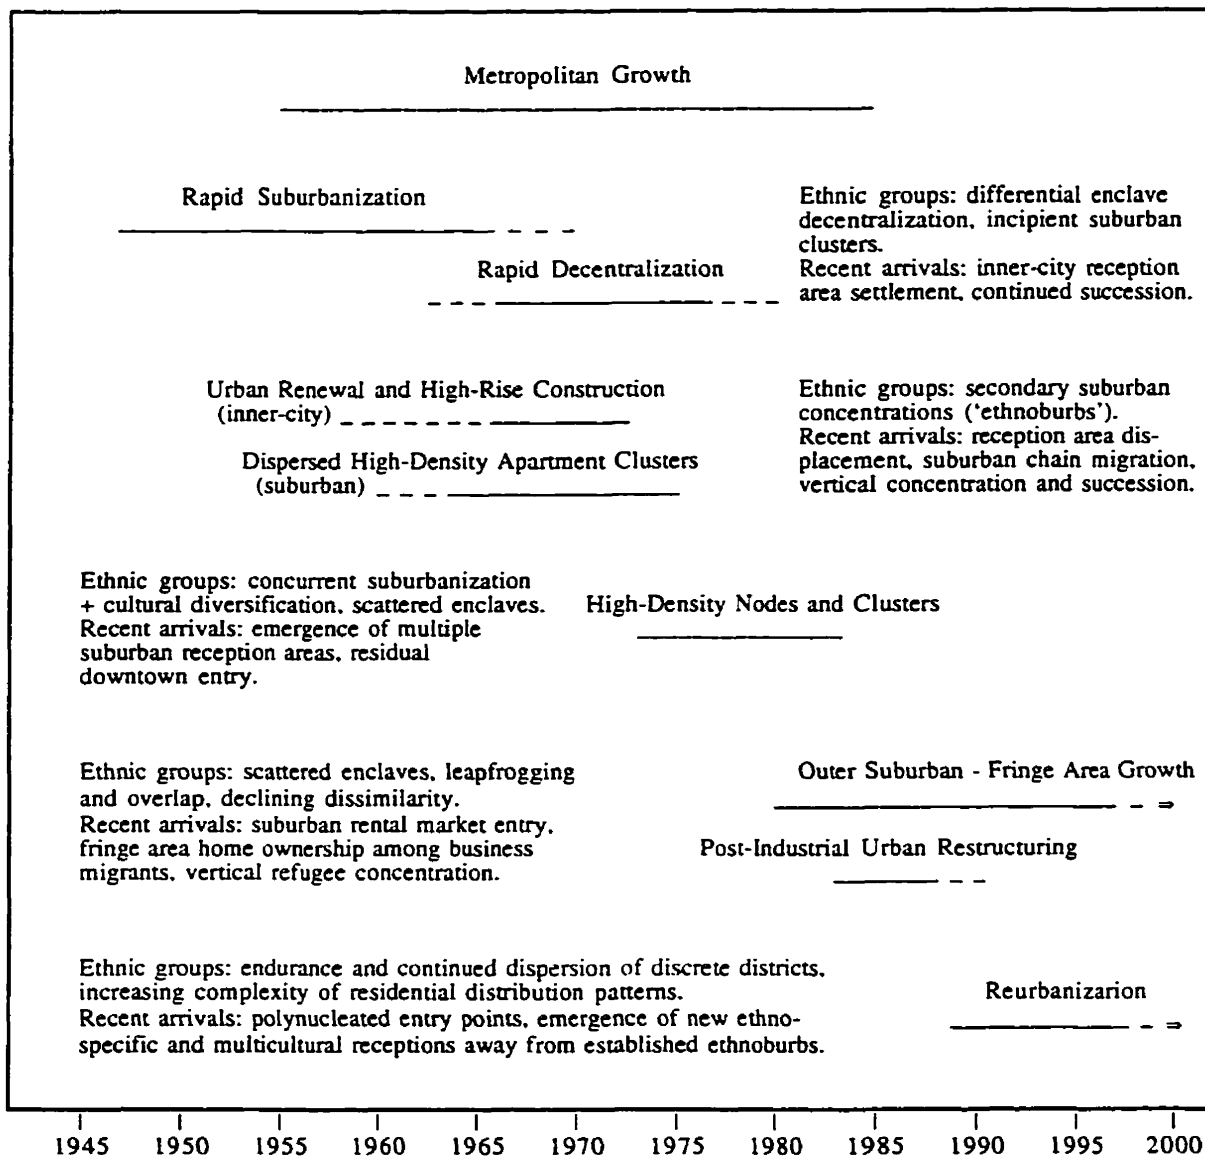 Metropolitan Growth
Rapid Suburbanization
Ethnic groups: differential enclave
decentralization, incipient suburban
clusters.
Recent arrivals: inner-city reception
area settlement, continued succession.
Rapid Decentralization
Urban Renewal and High-Rise Construction
(inner-city)
Dispersed High-Density Apartment Clusters
(suburban)
Ethnic groups: secondary suburban
concentrations ('ethnoburbs').
Recent arrivals: reception area dis-
placement, suburban chain migration,
vertical concentration and succession.
Ethnic groups: concurrent suburbanization
+ cultural diversification, scattered enclaves.
Recent arrivals: emergence of multiple
suburban reception areas, residual
downtown entry.
High-Density Nodes and Clusters
Ethnic groups: scattered enclaves, leapfrogging
and overlap, declining dissimilarity.
Recent arrivals: suburban rental market entry,
fringe area home ownership among business
migrants, vertical refugee concentration.
Outer Suburban - Fringe Area Growth
Post-Industrial Urban Restructuring
Ethnic groups: endurance and continued dispersion of discrete districts,
increasing complexity of residential distribution patterns.
Recent arrivals: polynucleated entry points, emergence of new ethno-
specific and multicultural receptions away from established ethnoburbs.
Reurbanizarion
1945 1950 1955 1960 1965 1970 1975 1980 1985 1990 1995 2000